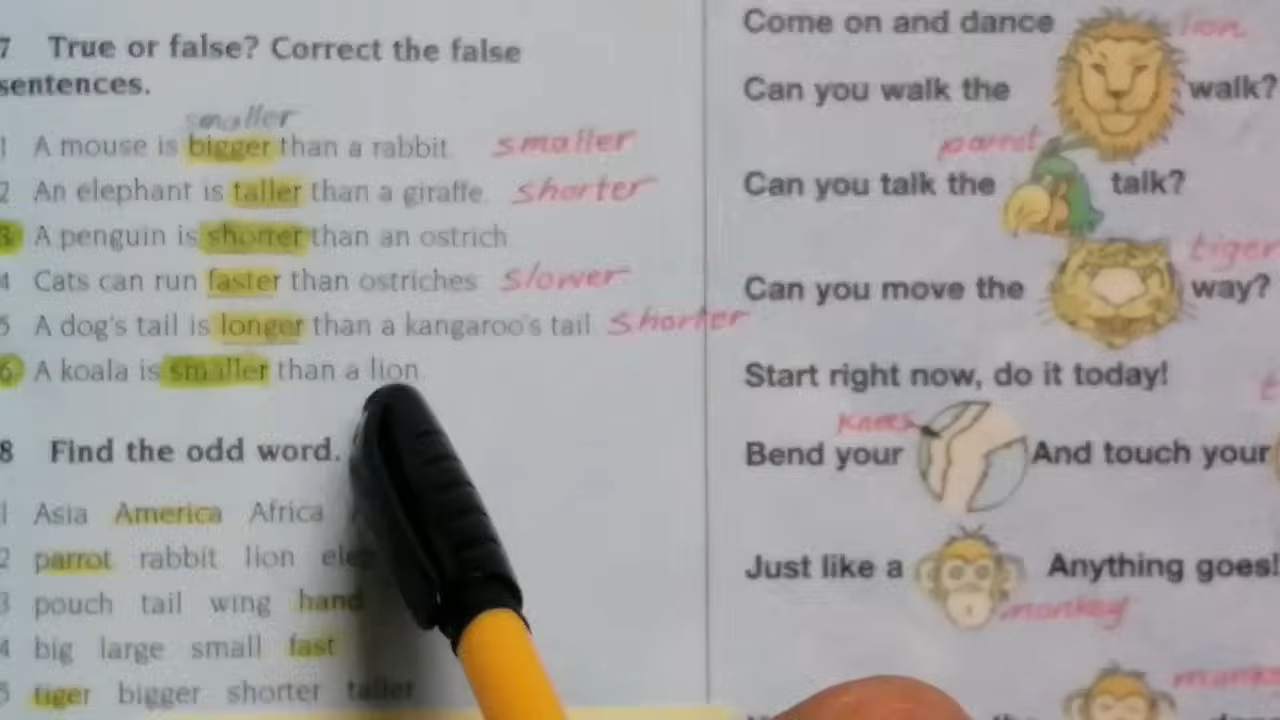 7 True or false? Correct the false
sentences.
smaller
1 A mouse is bigger than a rabbit. smaller
2 An elephant is taller than a giraffe. shorter
3 A penguin is shorter than an ostrich
4 Cats can run faster than ostriches slower
5 A dog's tail is longer than a kangaroo's tail shorter
6 A koala is smaller than a lion.
8 Find the odd word.
1 Asia America Africa
2 parrot rabbit lion
3 pouch tail wing hand
4 big large small fast
5 tiger bigger shorter taller
Come on and dance
lion
Can you walk the walk?
parrot
Can you talk the talk?
tiger
Can you move the way?
Start right now, do it today!
knees
Bend your And touch your
Just like a Anything goes!
monkey